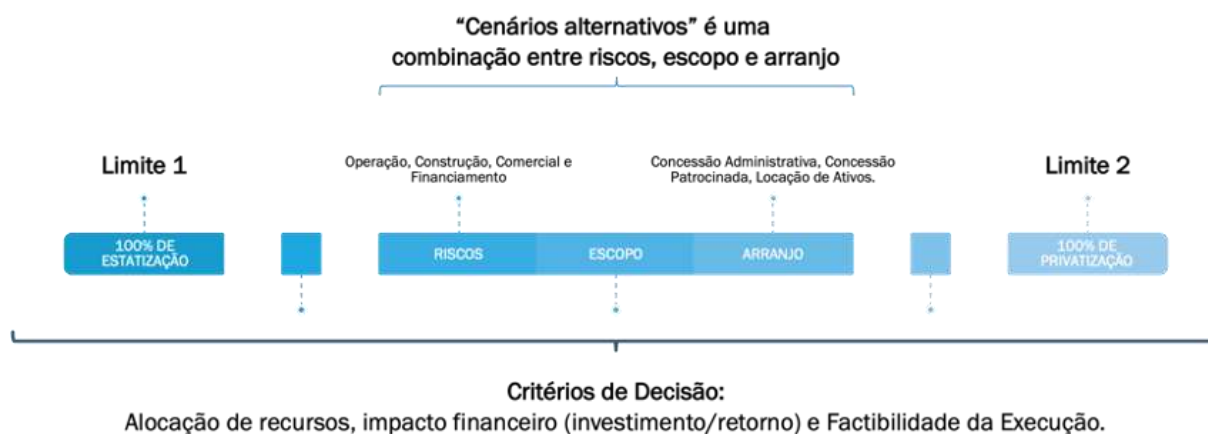 “Cenários alternativos” é uma
combinação entre riscos, escopo e arranjo
Limite 1
Operação, Construção, Comercial e
Financiamento
Concessão Administrativa, Concessão
Patrocinada, Locação de Ativos.
Limite 2
100% DE
ESTATIZAÇÃO
RISCOS
ESCOPO
ARRANJO
100% DE
PRIVATIZAÇÃO
Critérios de Decisão:
Alocação de recursos, impacto financeiro (investimento/retorno) e Factibilidade da Execução.